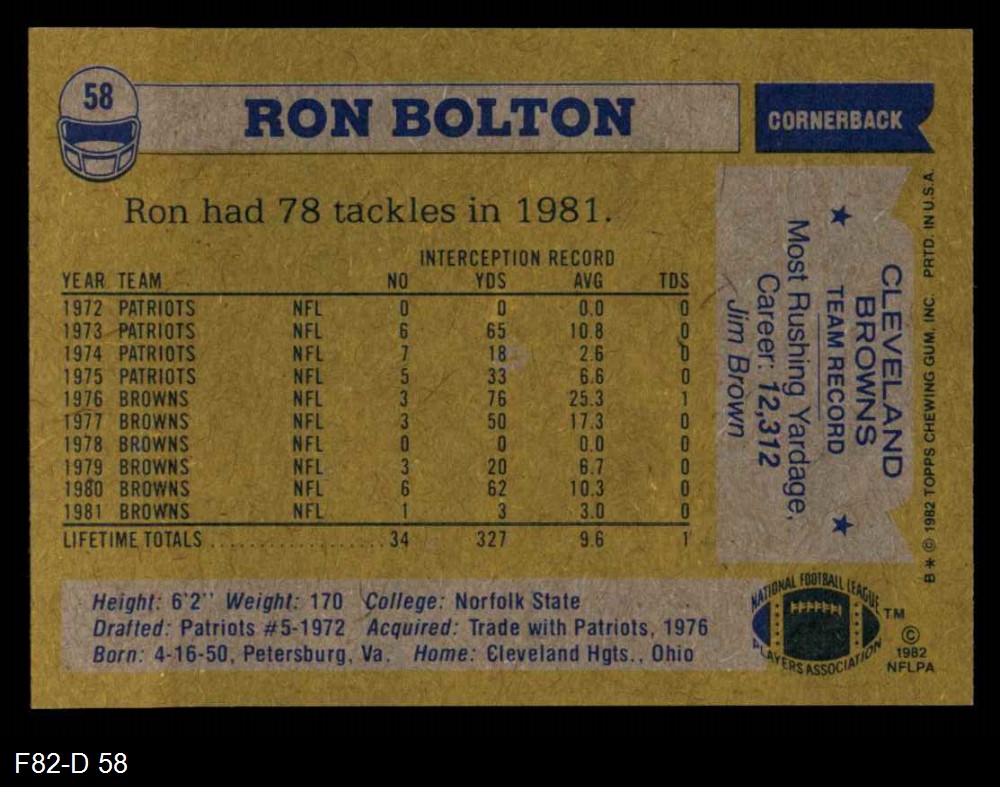 58
RON BOLTON
CORNERBACK
Ron had 78 tackles in 1981.
INTERCEPTION RECORD
YEAR TEAM NO YDS AVG TDS
1972 PATRIOTS NFL 0 0 0.0 0
1973 PATRIOTS NFL 6 65 10.8 0
1974 PATRIOTS NFL 7 18 2.6 0
1975 PATRIOTS NFL 5 33 6.6 0
1976 BROWNS NFL 3 76 25.3 1
1977 BROWNS NFL 3 50 17.3 0
1978 BROWNS NFL 0 0 0.0 0
1979 BROWNS NFL 3 20 6.7 0
1980 BROWNS NFL 6 62 10.3 0
1981 BROWNS NFL 1 3 3.0 0
LIFETIME TOTALS ........................ 34 327 9.6 1
CLEVELAND
BROWNS
TEAM RECORD
Most Rushing Yardage,
Career: 12,312
Jim Brown
B* © 1982 TOPPS CHEWING GUM, INC. PRTD. IN U.S.A.
Height: 6'2" Weight: 170 College: Norfolk State
Drafted: Patriots #5-1972 Acquired: Trade with Patriots, 1976
Born: 4-16-50, Petersburg, Va. Home: Cleveland Hgts., Ohio
NATIONAL FOOTBALL LEAGUE
PLAYERS ASSOCIATION
TM
©
1982
NFLPA
F82-D 58